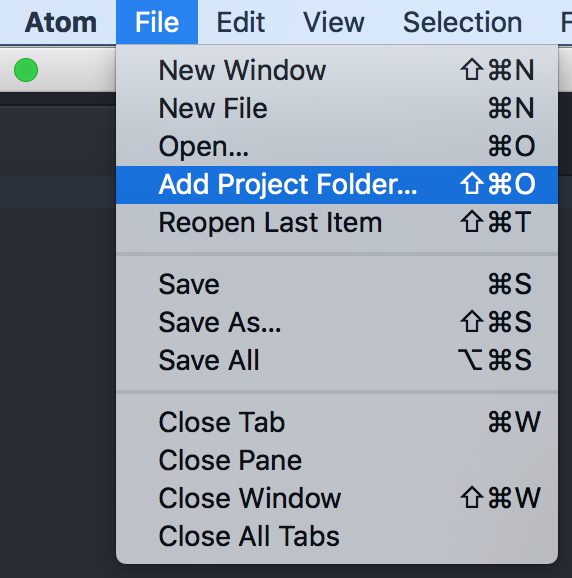 Atom File Edit View Selection F
New Window ⇧⌘N
New File ⌘N
Open... ⌘O
Add Project Folder... ⇧⌘O
Reopen Last Item ⇧⌘T
Save ⌘S
Save As... ⇧⌘S
Save All ⌥⌘S
Close Tab ⌘W
Close Pane
Close Window ⇧⌘W
Close All Tabs